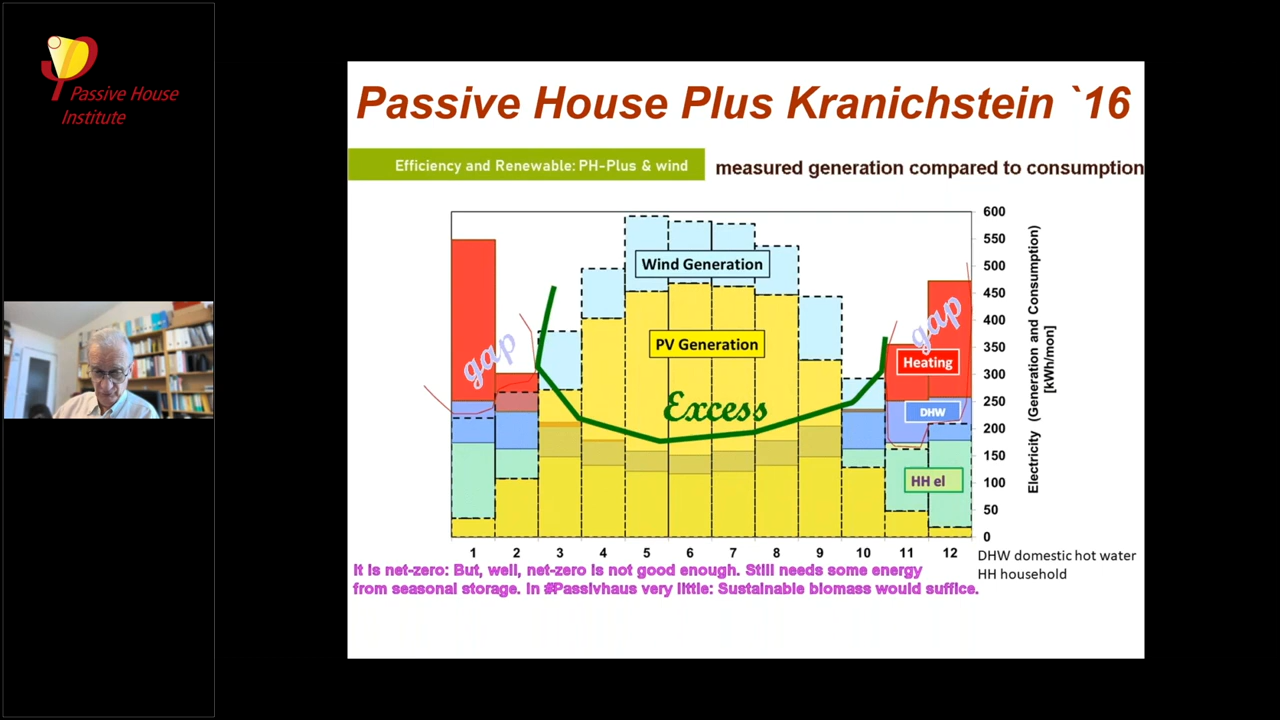 Passive House
Institute
Passive House Plus Kranichstein `16
Efficiency and Renewable: PH-Plus & wind
measured generation compared to consumption
600
550
500
450
400
350
300
250
200
150
100
50
0
Electricity (Generation and Consumption)
[kWh/mon]
Wind Generation
PV Generation
Excess
gap
gap
Heating
DHW
HH el
1 2 3 4 5 6 7 8 9 10 11 12
DHW domestic hot water
HH household
It is net-zero: But, well, net-zero is not good enough. Still needs some energy
from seasonal storage. In #Passivhaus very little: Sustainable biomass would suffice.